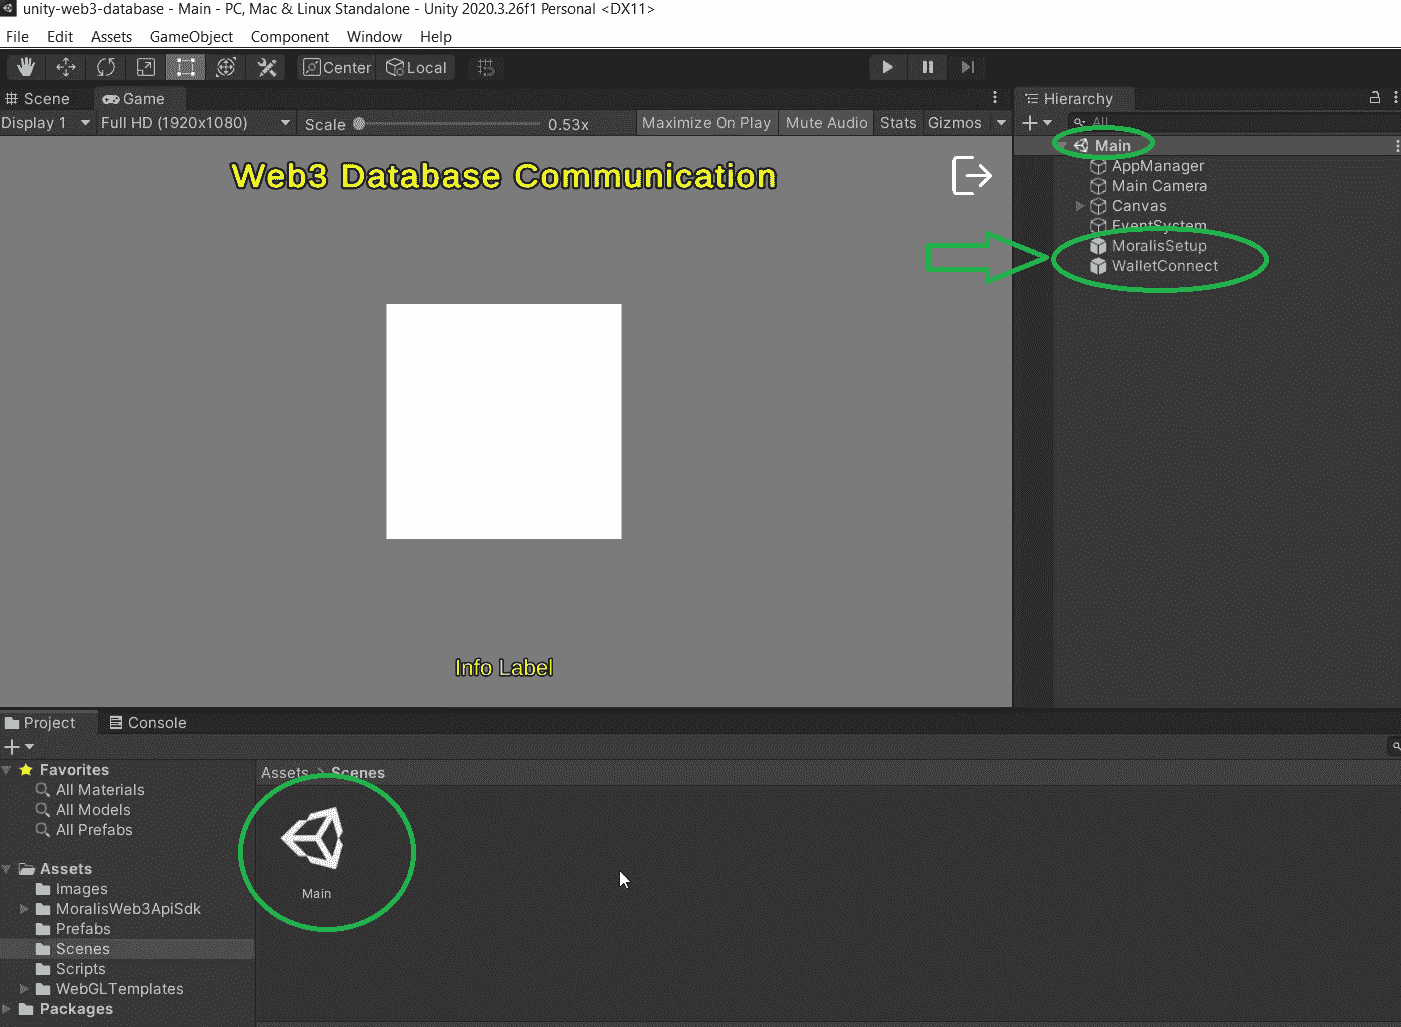 unity-web3-database - Main - PC, Mac & Linux Standalone - Unity 2020.3.26f1 Personal <DX11>
File Edit Assets GameObject Component Window Help
Center Local
Scene Game
Display 1 Full HD (1920x1080) Scale 0.53x Maximize On Play Mute Audio Stats Gizmos
Web3 Database Communication
Info Label
Hierarchy
All
Main
AppManager
Main Camera
Canvas
EventSystem
MoralisSetup
WalletConnect
Project Console
Favorites
All Materials
All Models
All Prefabs
Assets
Images
MoralisWeb3ApiSdk
Prefabs
Scenes
Scripts
WebGLTemplates
Packages
Assets > Scenes
Main